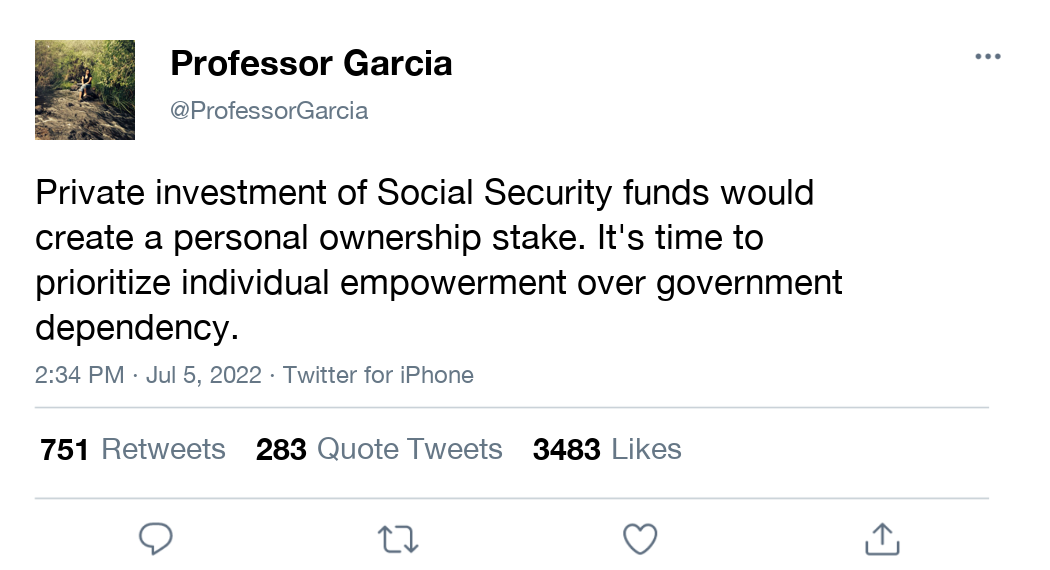 Professor Garcia
@ProfessorGarcia
Private investment of Social Security funds would
create a personal ownership stake. It's time to
prioritize individual empowerment over government
dependency.
2:34 PM · Jul 5, 2022 · Twitter for iPhone
751 Retweets 283 Quote Tweets 3483 Likes